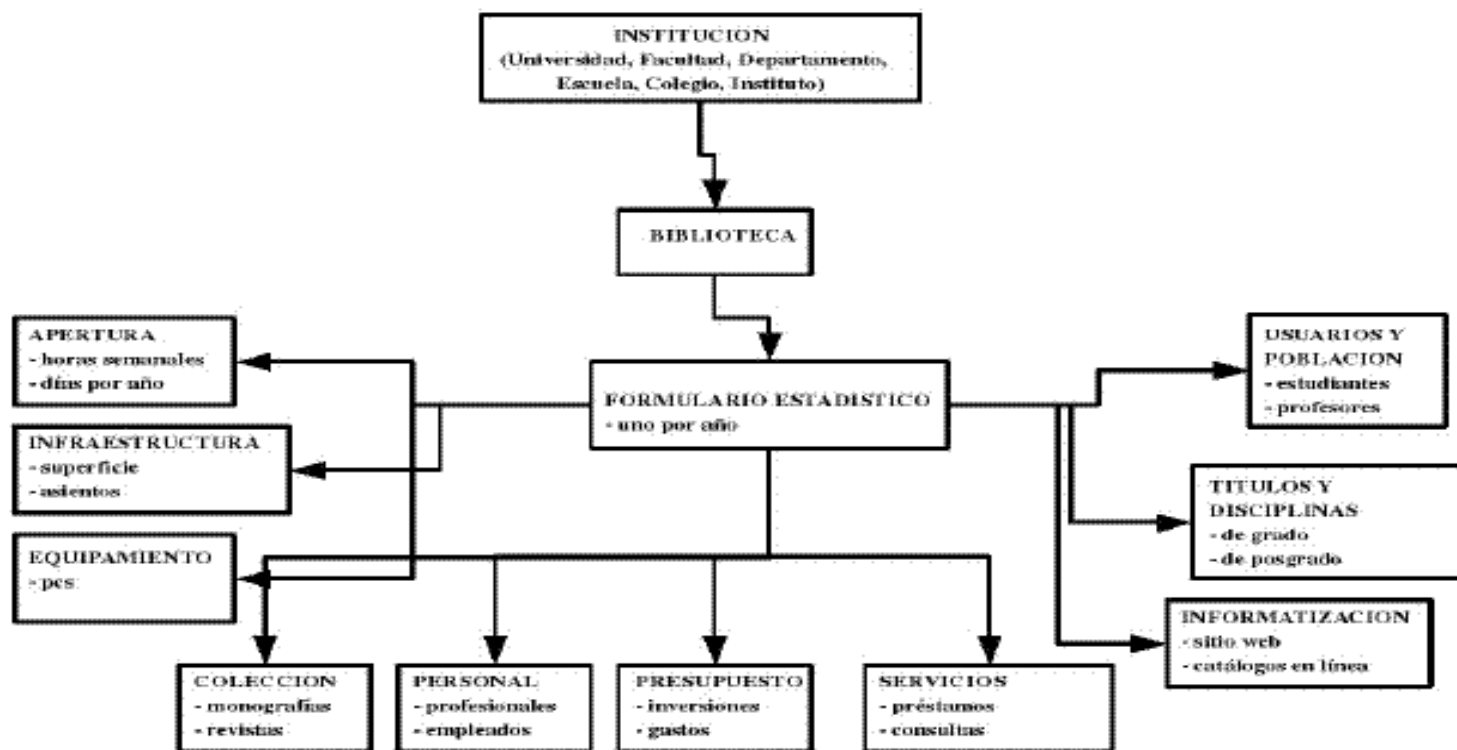 INSTITUCION
(Universidad, Facultad, Departamento,
Escuela, Colegio, Instituto)
BIBLIOTECA
APERTURA
- horas semanales
- días por año
INFRAESTRUCTURA
- superficie
- asientos
EQUIPAMIENTO
- pcs
FORMULARIO ESTADISTICO
- uno por año
USUARIOS Y
POBLACION
- estudiantes
- profesores
TITULOS Y
DISCIPLINAS
- de grado
- de posgrado
INFORMATIZACION
- sitio web
- catálogos en línea
COLECCION
- monografías
- revistas
PERSONAL
- profesionales
- empleados
PRESUPUESTO
- inversiones
- gastos
SERVICIOS
- préstamos
- consultas